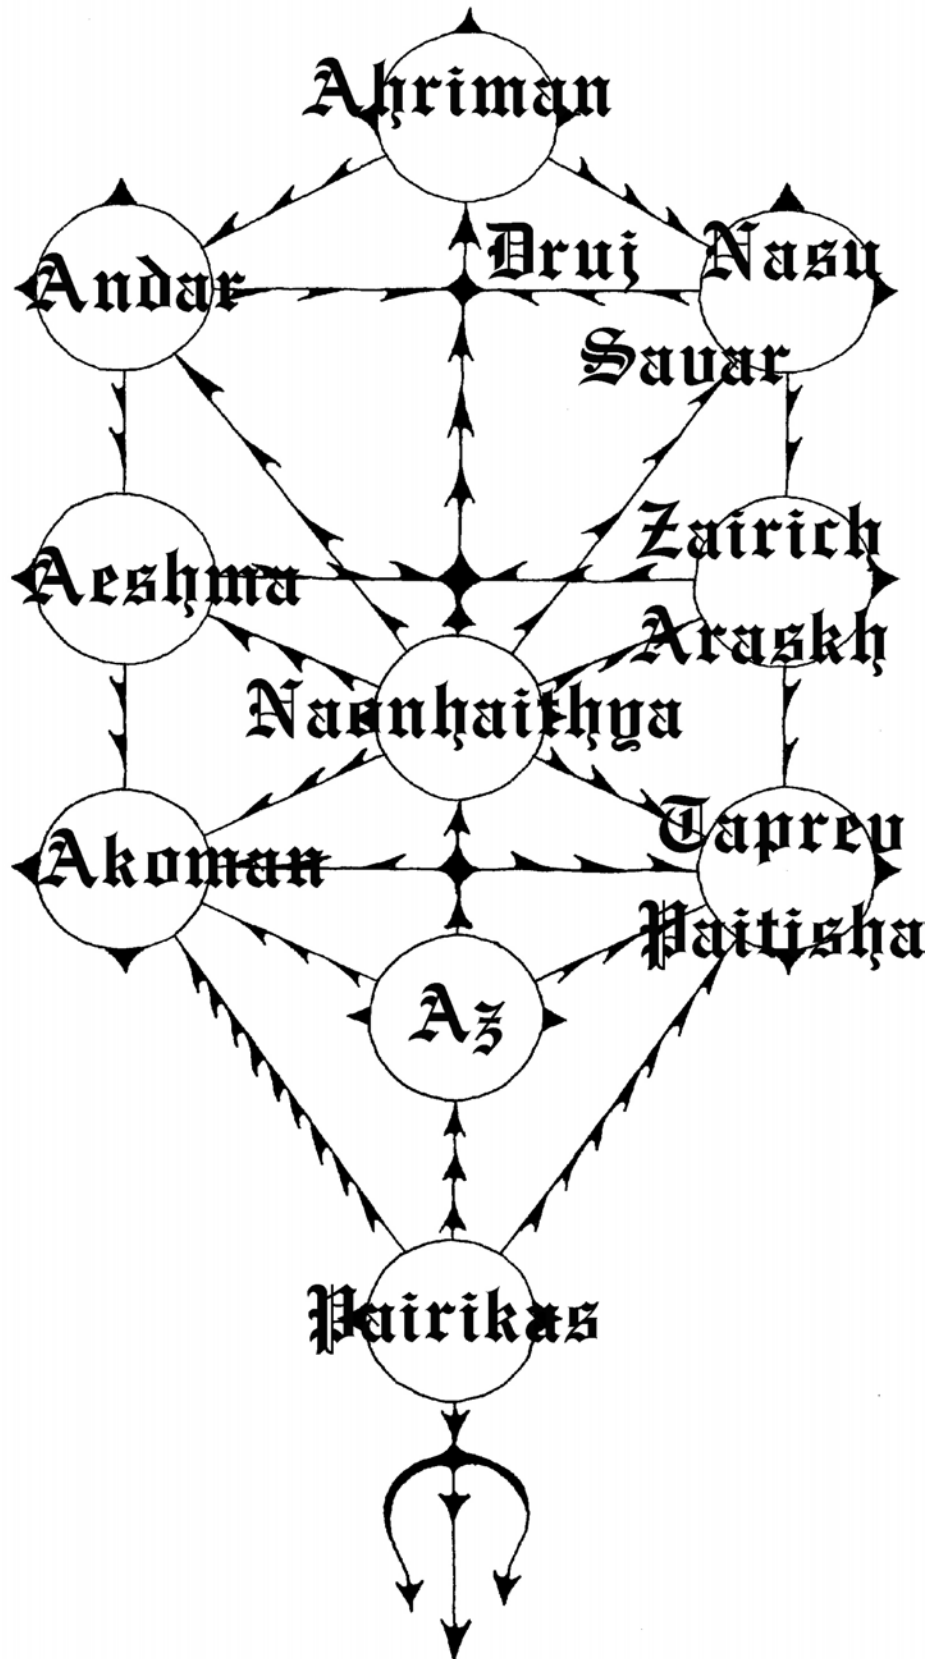 Ahriman
Druj
Nasu
Andar
Savar
Zairich
Aeshma
Araskh
Naonhaithya
Taprev
Akoman
Paitisha
Az
Pairikas